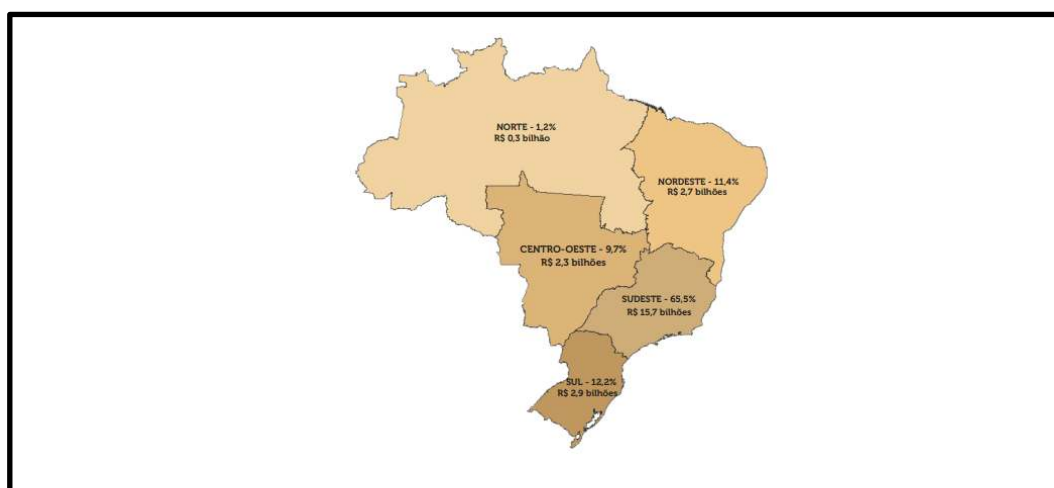 NORTE - 1,2%
R$ 0,3 bilhão
NORDESTE - 11,4%
R$ 2,7 bilhões
CENTRO-OESTE - 9,7%
R$ 2,3 bilhões
SUDESTE - 65,5%
R$ 15,7 bilhões
SUL - 12,2%
R$ 2,9 bilhões